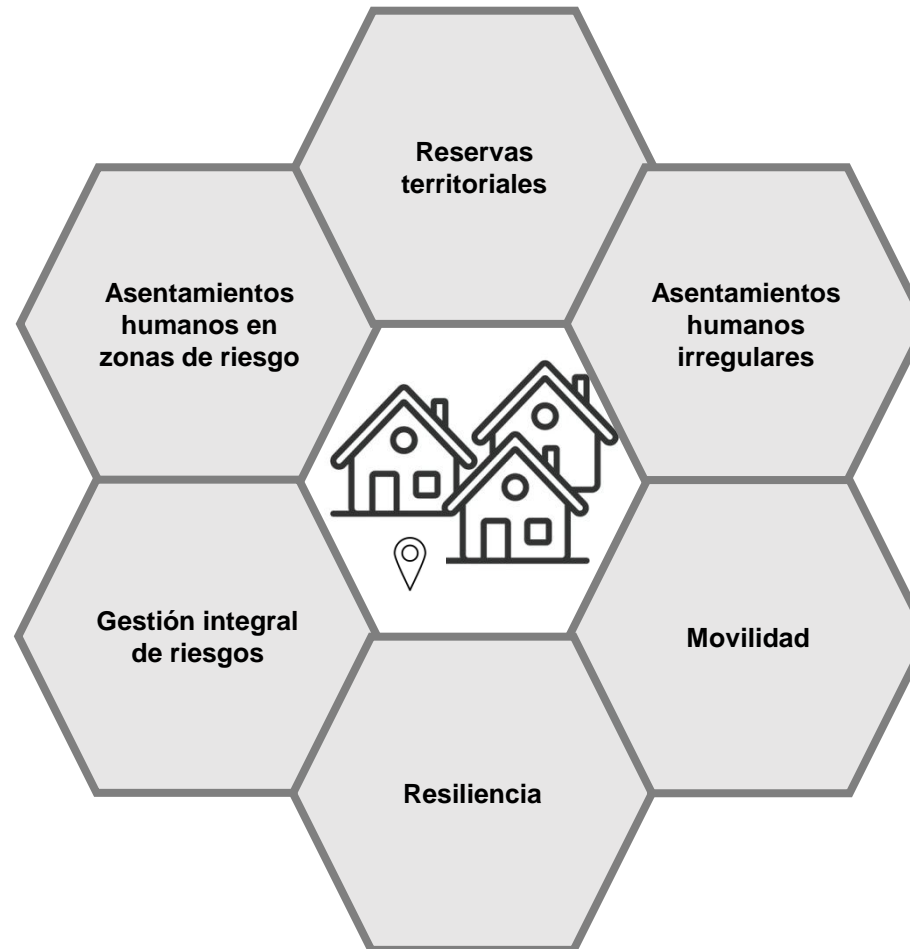 Reservas
territoriales
Asentamientos
humanos en
zonas de riesgo
Asentamientos
humanos
irregulares
Gestión integral
de riesgos
Movilidad
Resiliencia